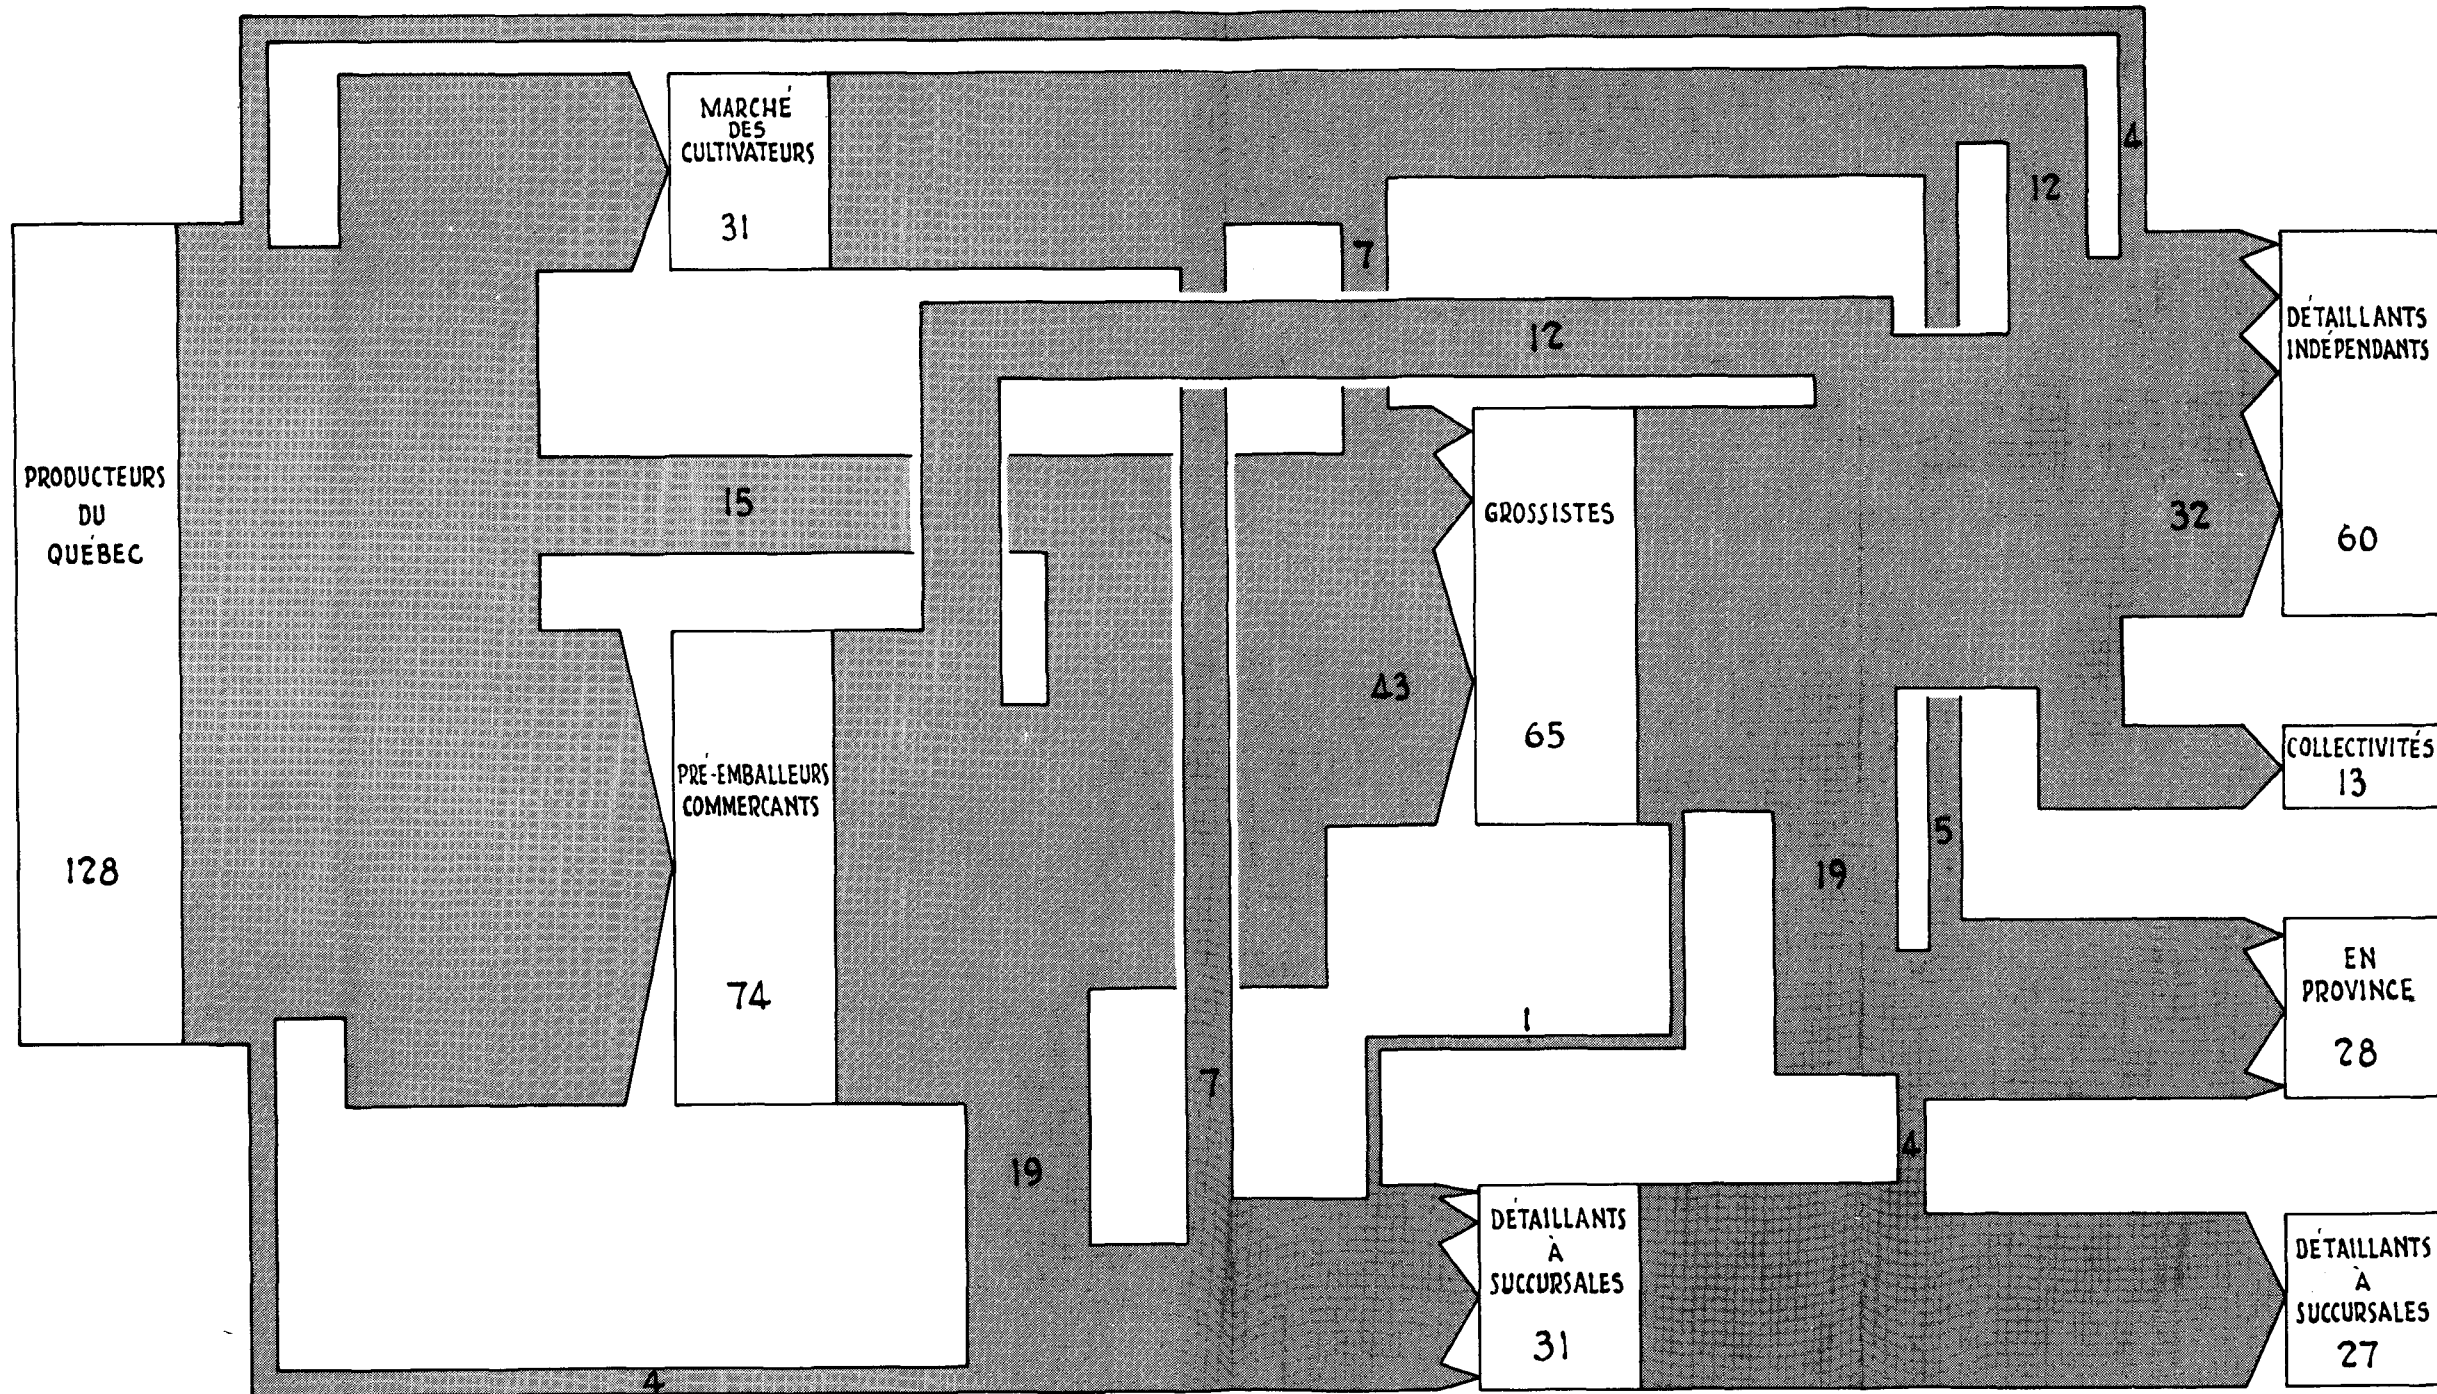 MARCHÉ
DES
CULTIVATEURS
31
4
12
7
12
DÉTAILLANTS
INDÉPENDANTS
60
PRODUCTEURS
DU
QUÉBEC
128
15
GROSSISTES
65
32
43
PRÉ-EMBALLEURS
COMMERCANTS
74
COLLECTIVITÉS
13
5
19
EN
PROVINCE
28
1
7
4
19
DÉTAILLANTS
À
SUCCURSALES
31
DÉTAILLANTS
À
SUCCURSALES
27
4